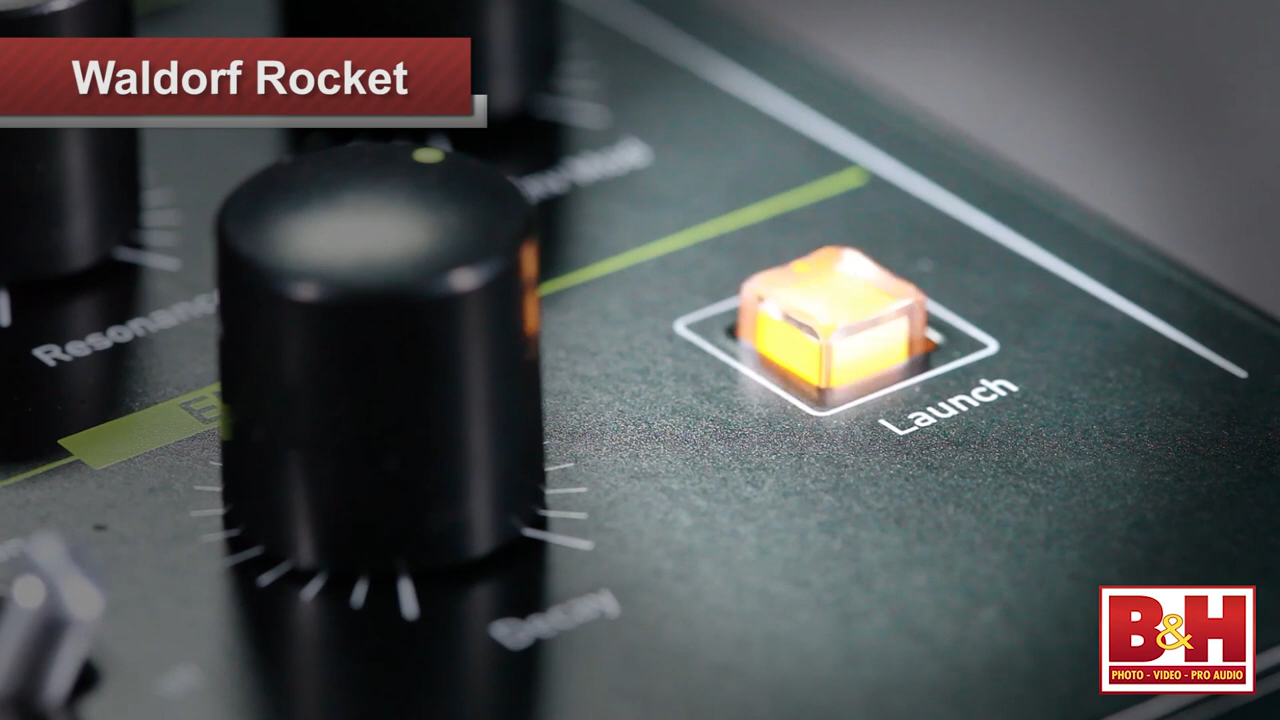 Waldorf Rocket
Resonance
Launch
Decay
B&H
PHOTO - VIDEO - PRO AUDIO